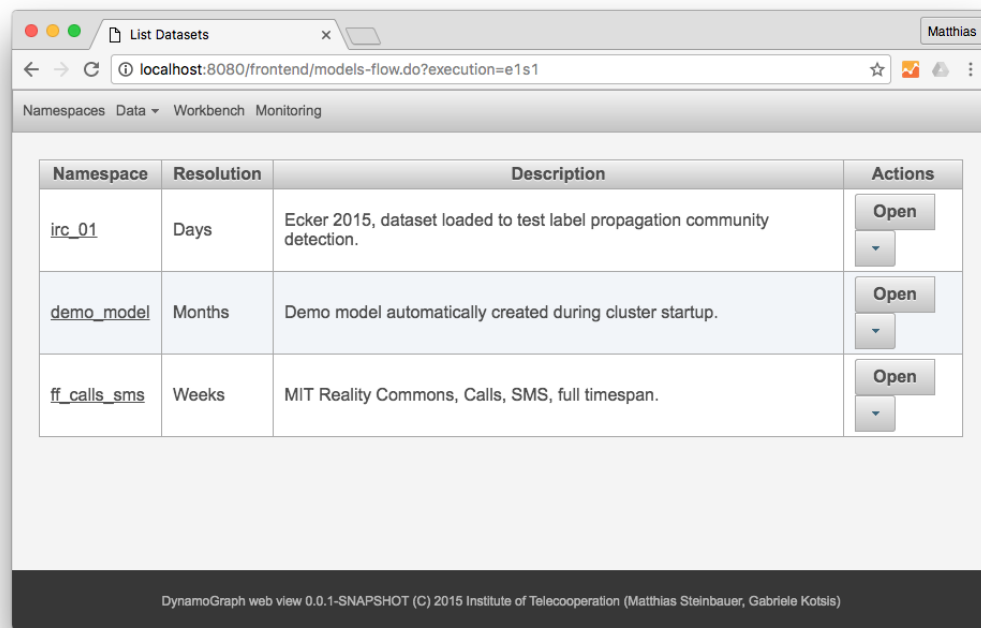 List Datasets
Matthias
localhost:8080/frontend/models-flow.do?execution=e1s1
Namespaces Data Workbench Monitoring
Namespace Resolution Description Actions
irc_01 Days Ecker 2015, dataset loaded to test label propagation community
detection.
Open
demo_model Months Demo model automatically created during cluster startup.
Open
ff_calls_sms Weeks MIT Reality Commons, Calls, SMS, full timespan.
Open
DynamoGraph web view 0.0.1-SNAPSHOT (C) 2015 Institute of Telecooperation (Matthias Steinbauer, Gabriele Kotsis)